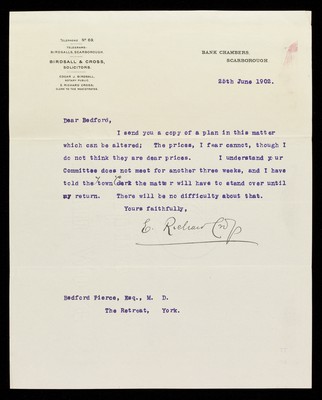 TELEPHONE Nº 58.
TELEGRAMS:
BIRDSALLS, SCARBOROUGH.
BIRDSALL & CROSS,
SOLICITORS.
OSCAR J. BIRDSALL,
NOTARY PUBLIC.
E. RICHARD CROSS,
CLERK TO THE MAGISTRATES.
BANK CHAMBERS,
SCARBOROUGH
28th June 1902.
Dear Bedford,
I send you a copy of a plan in this matter
which can be altered; The prices, I fear cannot, though I
do not think they are dear prices. I understand your
Committee does not meet for another three weeks, and I have
told the Town Clerk the matter will have to stand over until
my return. There will be no difficulty about that.
Yours faithfully,
E. Richard Cross
Bedford Pierce, Esq., M. D.
The Retreat, York.